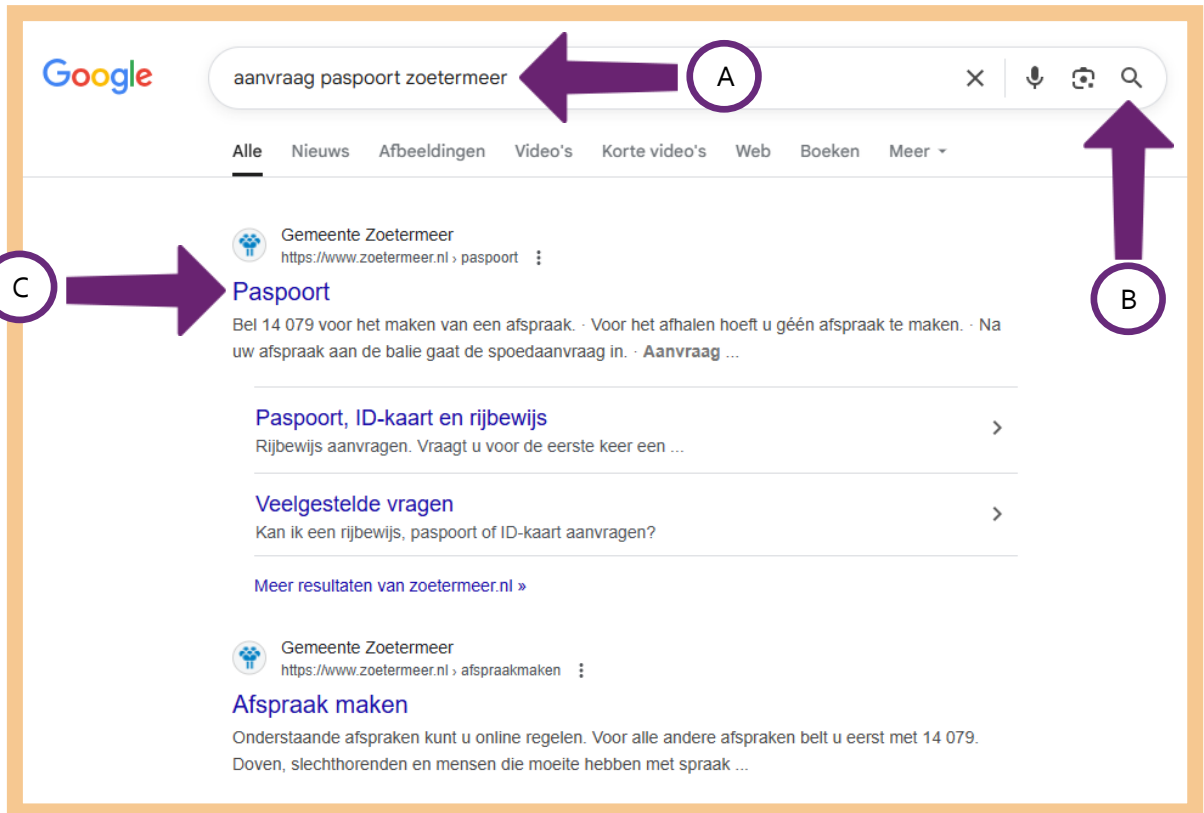 Google
aanvraag paspoort zoetermeer
A
Alle Nieuws Afbeeldingen Video's Korte video's Web Boeken Meer
Gemeente Zoetermeer
https://www.zoetermeer.nl › paspoort
C
Paspoort
B
Bel 14 079 voor het maken van een afspraak. · Voor het afhalen hoeft u géén afspraak te maken. · Na
uw afspraak aan de balie gaat de spoedaanvraag in. · Aanvraag ...
Paspoort, ID-kaart en rijbewijs
Rijbewijs aanvragen. Vraagt u voor de eerste keer een ...
Veelgestelde vragen
Kan ik een rijbewijs, paspoort of ID-kaart aanvragen?
Meer resultaten van zoetermeer.nl »
Gemeente Zoetermeer
https://www.zoetermeer.nl › afspraakmaken
Afspraak maken
Onderstaande afspraken kunt u online regelen. Voor alle andere afspraken belt u eerst met 14 079.
Doven, slechthorenden en mensen die moeite hebben met spraak ...